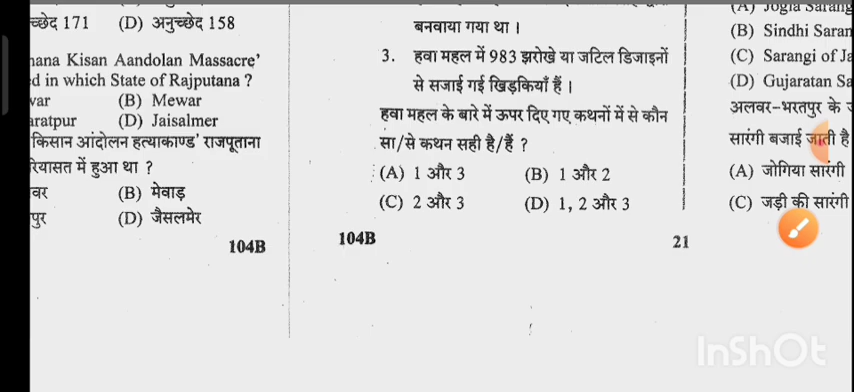 च्छेद 171 (D) अनुच्छेद 158
Kisan Aandolan Massacre'
d in which State of Rajputana ?
var (B) Mewar
aratpur (D) Jaisalmer
किसान आंदोलन हत्याकाण्ड' राजपूताना
रियासत में हुआ था ?
वर (B) मेवाड़
पुर (D) जैसलमेर
104B
बनवाया गया था ।
3. हवा महल में 983 झरोखे या जटिल डिजाइनों
से सजाई गई खिड़कियाँ हैं ।
हवा महल के बारे में ऊपर दिए गए कथनों में से कौन
सा/से कथन सही है/हैं ?
(A) 1 और 3 (B) 1 और 2
(C) 2 और 3 (D) 1, 2 और 3
104B 21
(A) Jogia Sarang
(B) Sindhi Saran
(C) Sarangi of Ja
(D) Gujaratan Sa
अलवर-भरतपुर के
सारंगी बजाई जाती है
(A) जोगिया सारंगी
(C) जड़ी की सारंगी
InShOt